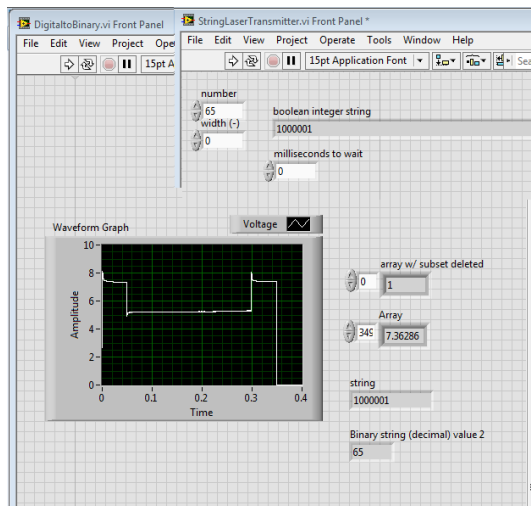 DigitaltoBinary.vi Front Panel
StringLaserTransmitter.vi Front Panel *
File Edit View Project
File Edit View Project Operate Tools Window Help
15pt
15pt Application Font
number
65
boolean integer string
1000001
width (-)
0
milliseconds to wait
0
Waveform Graph
Voltage
10
8
6
4
2
0
Amplitude
0 0.1 0.2 0.3 0.4
Time
array w/ subset deleted
0 1
Array
349 7.36286
string
1000001
Binary string (decimal) value 2
65